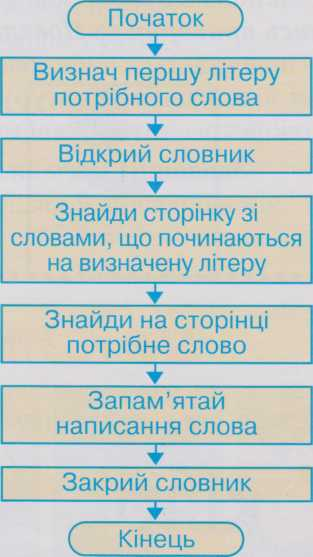 Початок
Визнач першу літеру
потрібного слова
Відкрий словник
Знайди сторінку зі
словами, що починаються
на визначену літеру
Знайди на сторінці
потрібне слово
Запам’ятай
написання слова
Закрий словник
Кінець